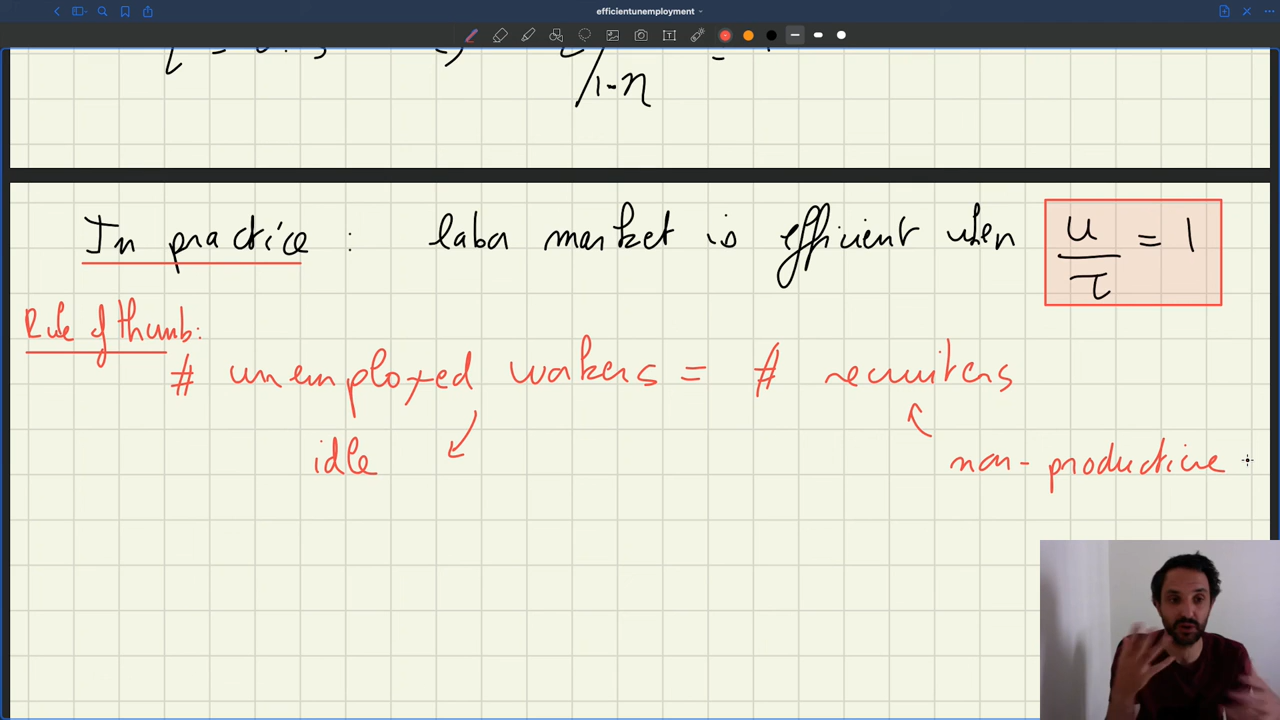 efficientunemployment
1-η
In practice : labor market is efficient when u/τ = 1
Rule of thumb:
# unemployed workers = # recruiters
idle
non-productive